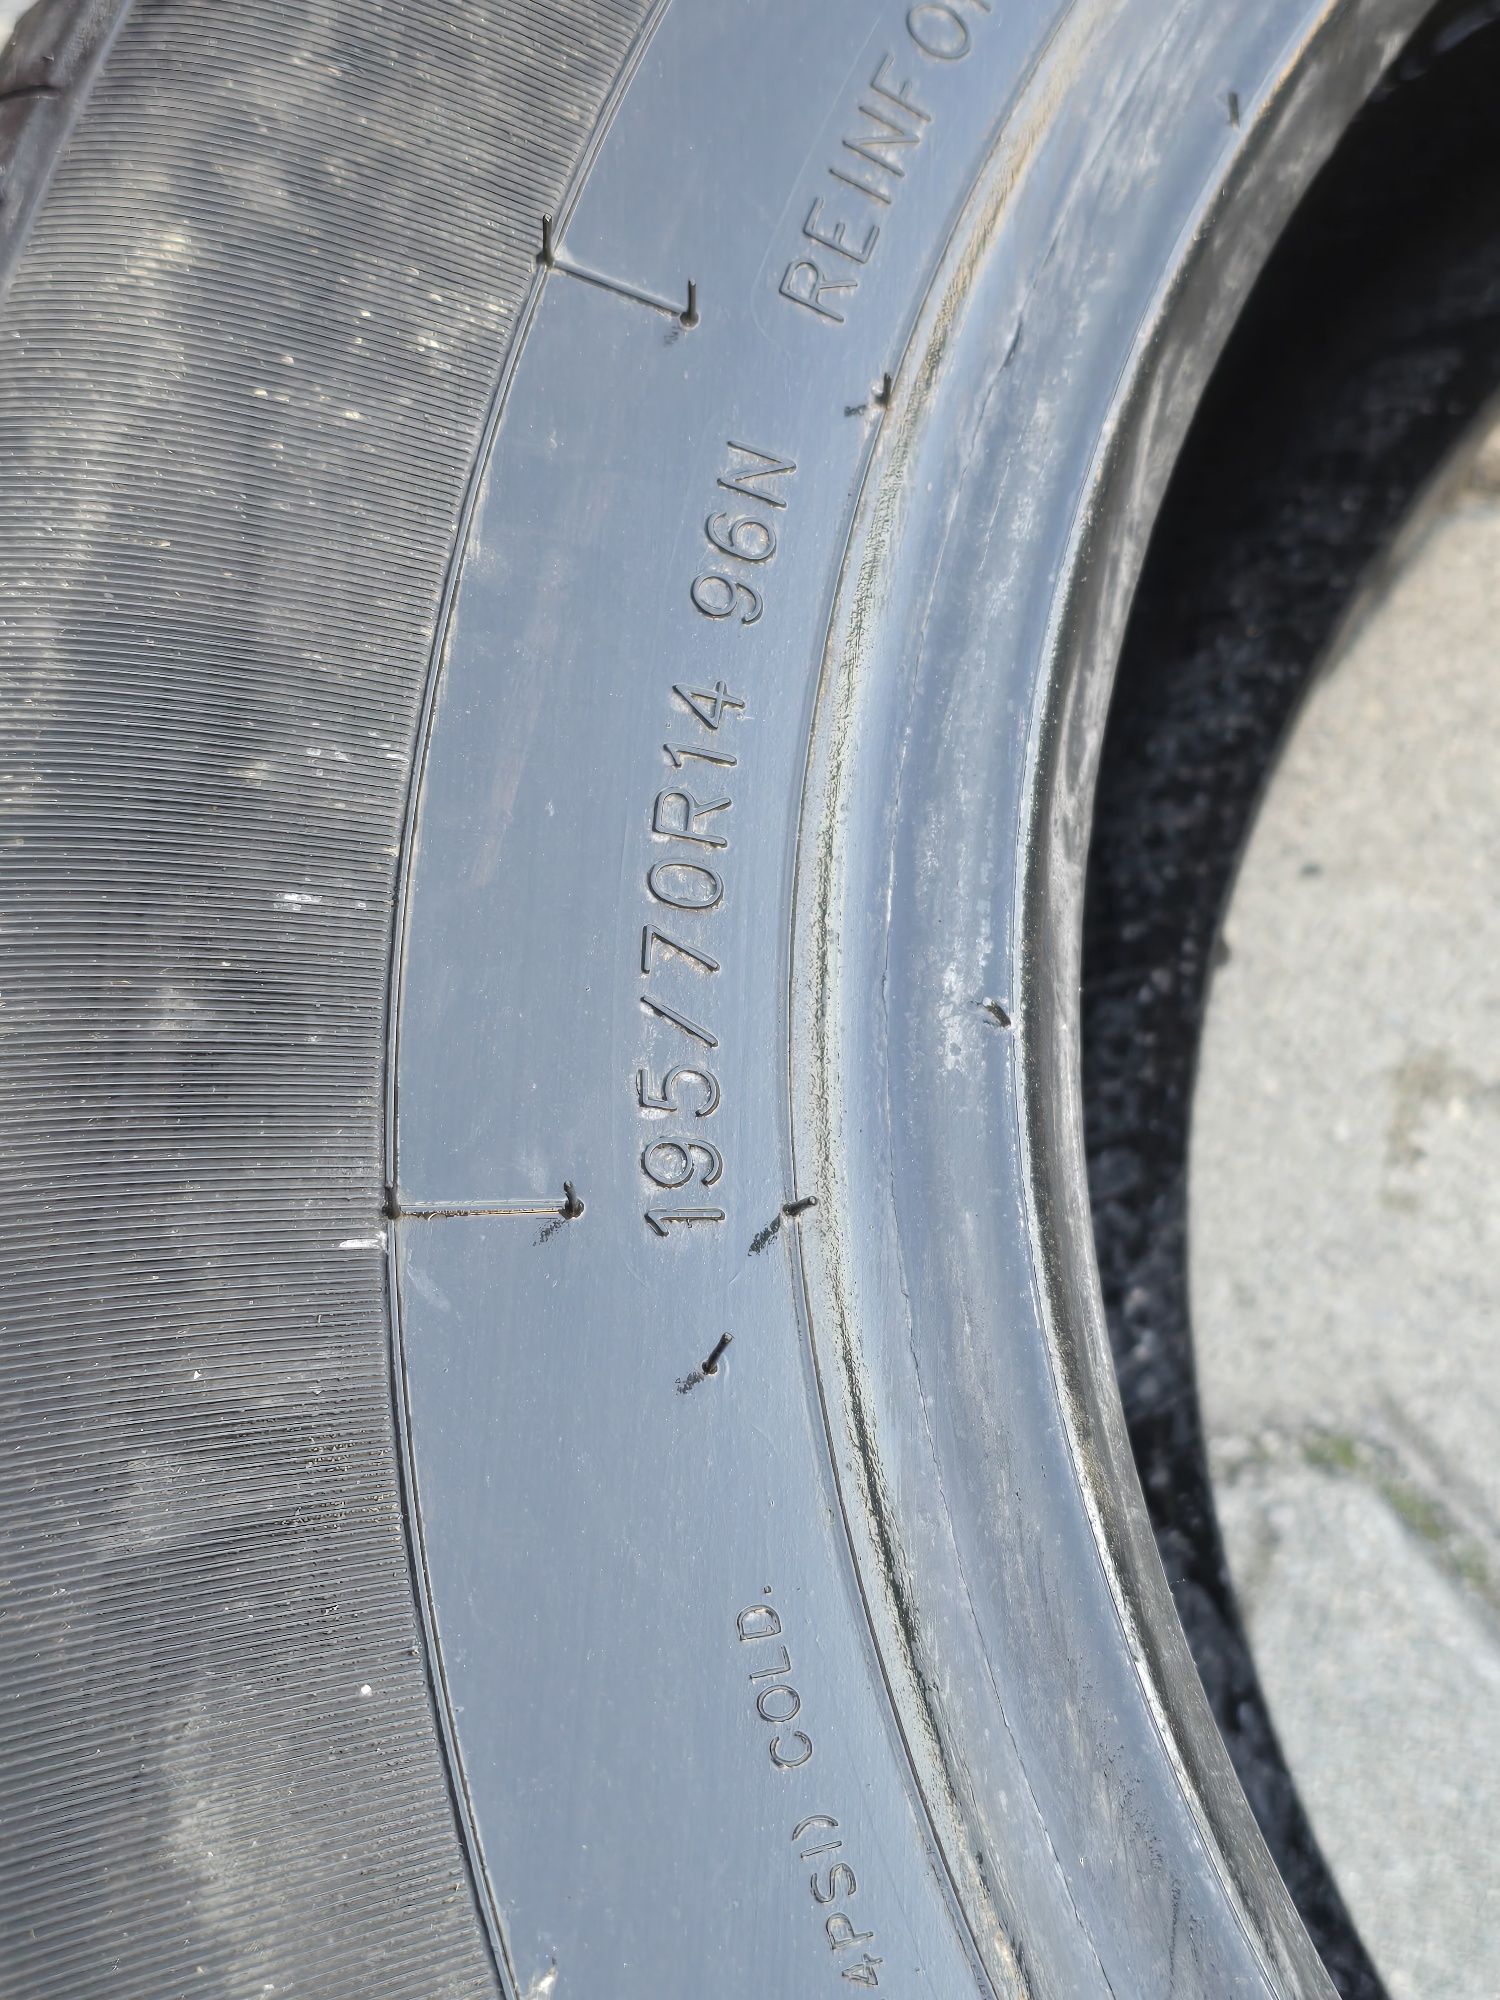 REINFO
195/70R14 96N
4PSI) COLD.